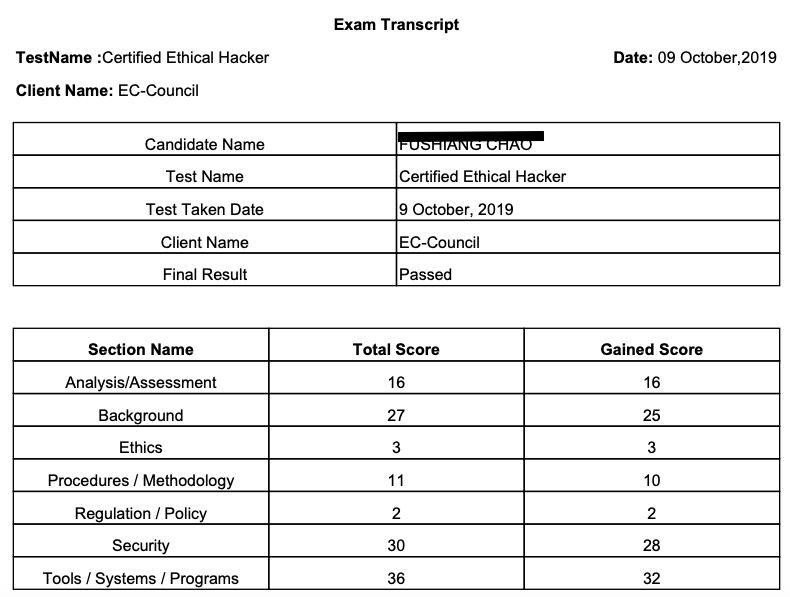 Exam Transcript
TestName :Certified Ethical Hacker Date: 09 October,2019
Client Name: EC-Council
Candidate Name FUSHIANG CHAO
Test Name Certified Ethical Hacker
Test Taken Date 9 October, 2019
Client Name EC-Council
Final Result Passed
Section Name Total Score Gained Score
Analysis/Assessment 16 16
Background 27 25
Ethics 3 3
Procedures / Methodology 11 10
Regulation / Policy 2 2
Security 30 28
Tools / Systems / Programs 36 32